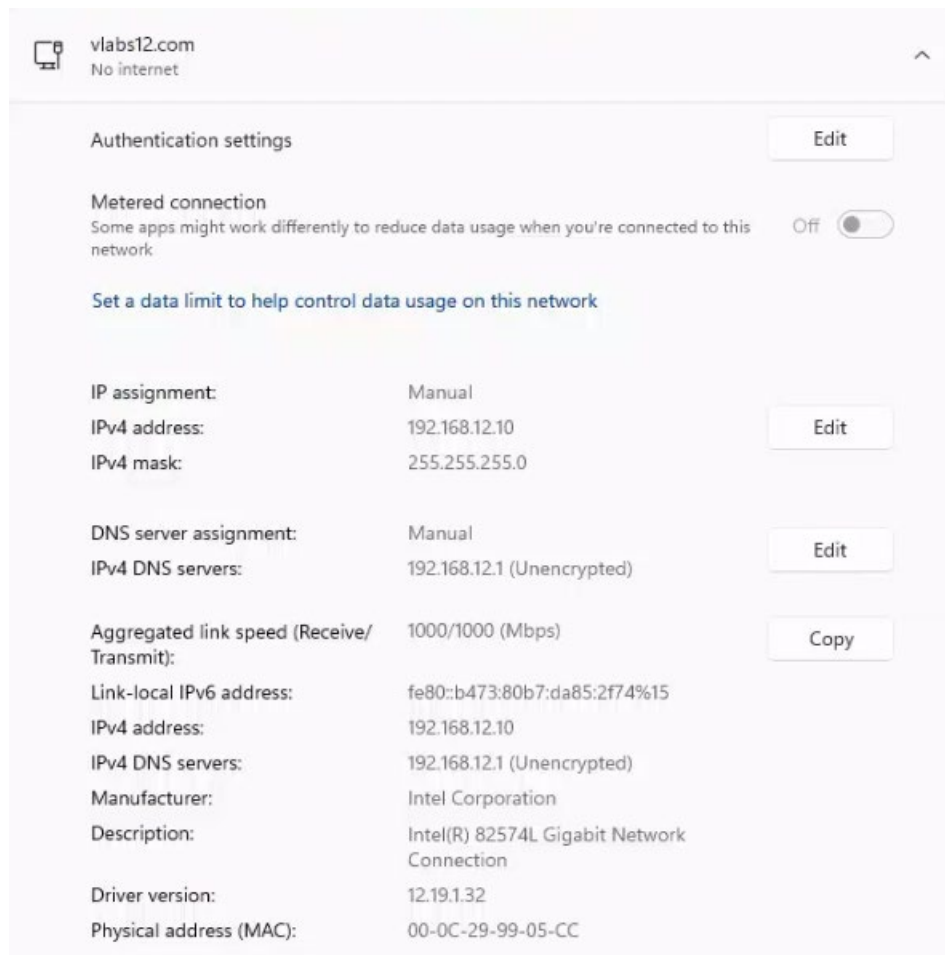 vlabs12.com
No internet
Authentication settings
Edit
Metered connection
Some apps might work differently to reduce data usage when you're connected to this
network
Off
Set a data limit to help control data usage on this network
IP assignment:
Manual
IPv4 address:
192.168.12.10
Edit
IPv4 mask:
255.255.255.0
DNS server assignment:
Manual
Edit
IPv4 DNS servers:
192.168.12.1 (Unencrypted)
Aggregated link speed (Receive/
Transmit):
1000/1000 (Mbps)
Copy
Link-local IPv6 address:
fe80::b473:80b7:da85:2f74%15
IPv4 address:
192.168.12.10
IPv4 DNS servers:
192.168.12.1 (Unencrypted)
Manufacturer:
Intel Corporation
Description:
Intel(R) 82574L Gigabit Network
Connection
Driver version:
12.19.1.32
Physical address (MAC):
00-0C-29-99-05-CC